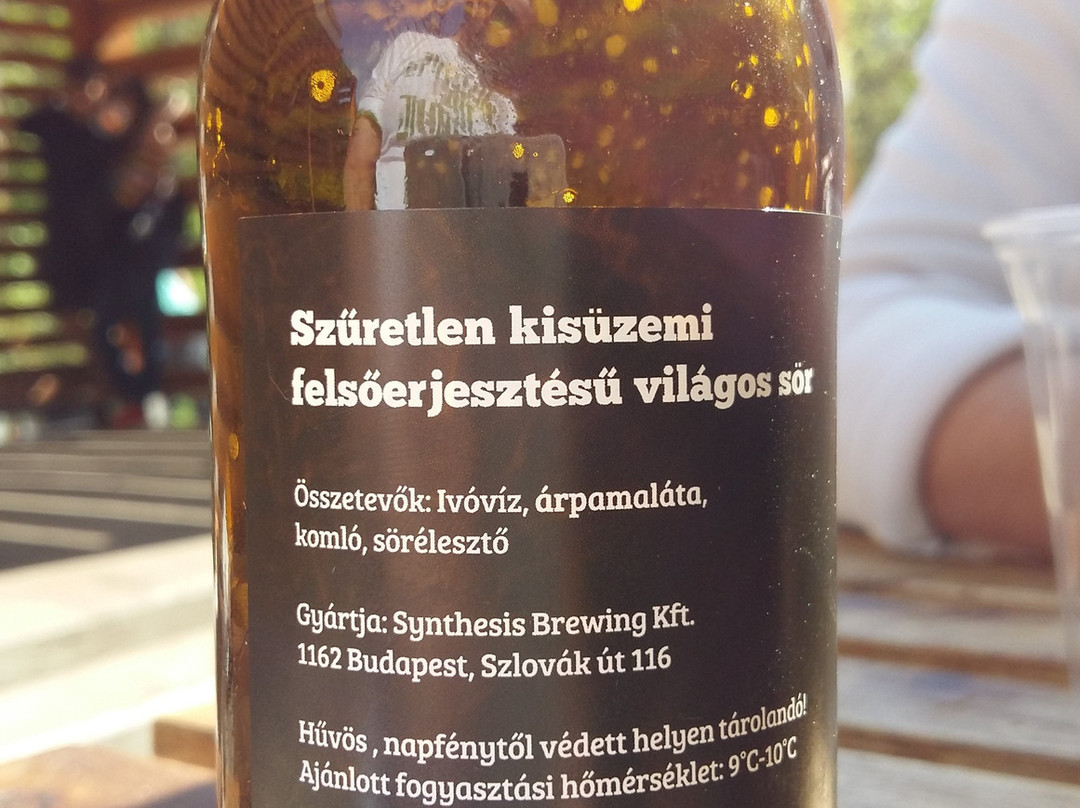 Szűretlen kisüzemi
felsőerjesztésű világos sör
Összetevők: Ivóvíz, árpamaláta,
komló, sörélesztő
Gyártja: Synthesis Brewing Kft.
1162 Budapest, Szlovák út 116
Hűvös , napfénytől védett helyen tárolandó!
Ajánlott fogyasztási hőmérséklet: 9°C-10°C